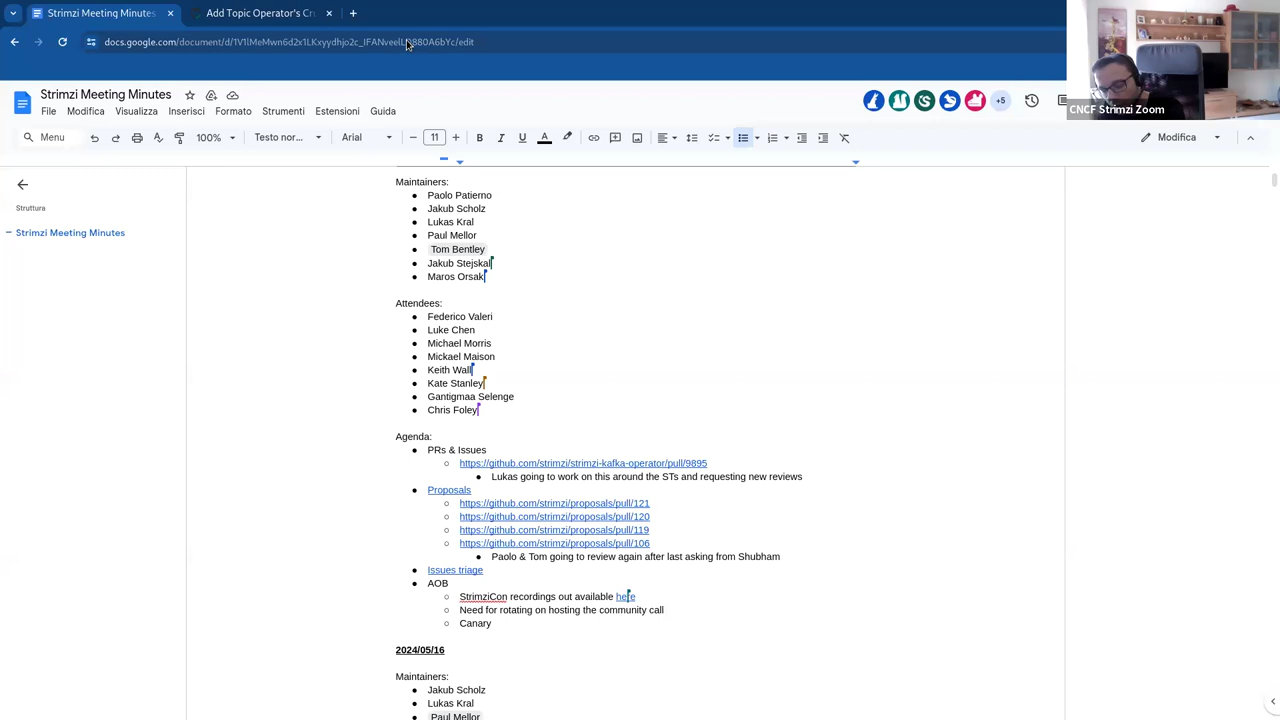 Strimzi Meeting Minutes
Add Topic Operator's Cr
docs.google.com/document/d/
/edit
CNCF Strimzi Zoom
Strimzi Meeting Minutes
File Modifica Visualizza Inserisci Formato Strumenti Estensioni Guida
+5
Menu 100% Testo nor... Arial 11 Modifica
Struttura
Strimzi Meeting Minutes
Maintainers:
● Paolo Patierno
● Jakub Scholz
● Lukas Kral
● Paul Mellor
● Tom Bentley
● Jakub Stejskal
● Maros Orsak
Attendees:
● Federico Valeri
● Luke Chen
● Michael Morris
● Mickael Maison
● Keith Wall
● Kate Stanley
● Gantigmaa Selenge
● Chris Foley
Agenda:
● PRs & Issues
○ https://github.com/strimzi/strimzi-kafka-operator/pull/9895
● Lukas going to work on this around the STs and requesting new reviews
● Proposals
○ https://github.com/strimzi/proposals/pull/121
○ https://github.com/strimzi/proposals/pull/120
○ https://github.com/strimzi/proposals/pull/119
○ https://github.com/strimzi/proposals/pull/106
● Paolo & Tom going to review again after last asking from Shubham
● Issues triage
● AOB
○ StrimziCon recordings out available here
○ Need for rotating on hosting the community call
○ Canary
2024/05/16
Maintainers:
● Jakub Scholz
● Lukas Kral
● Paul Mellor